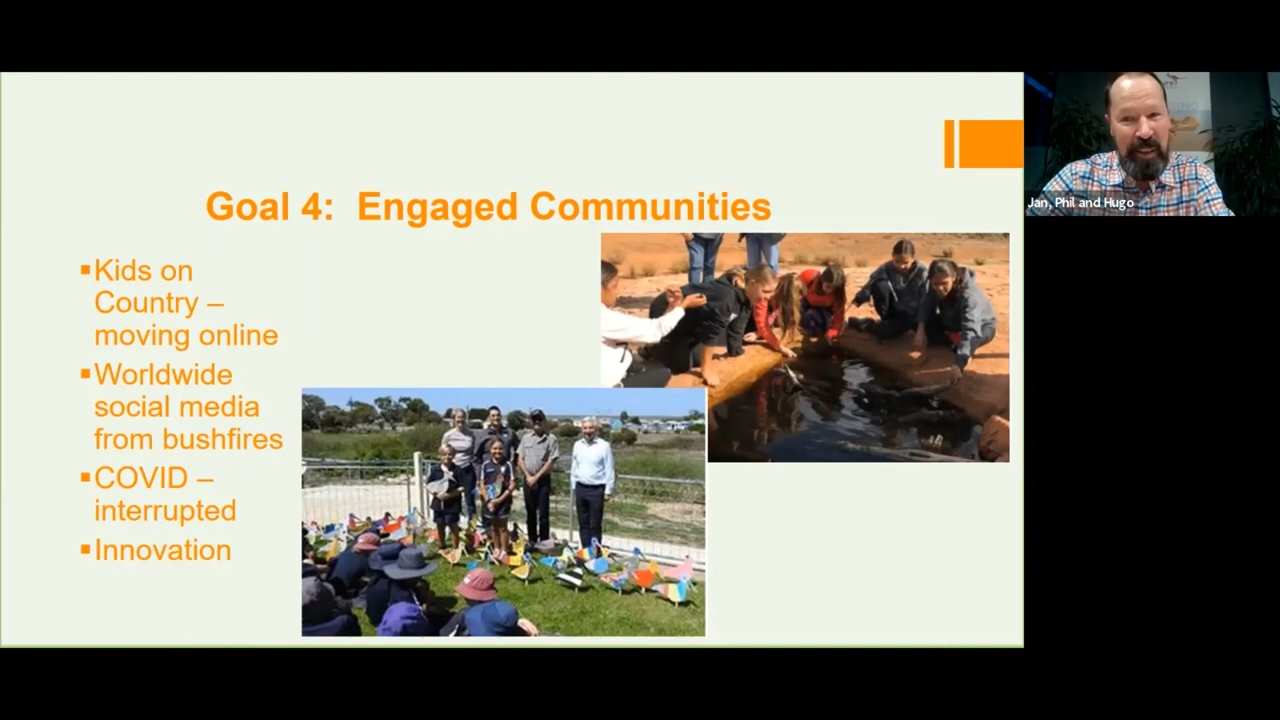 Goal 4:  Engaged Communities
▪Kids on
Country –
moving online
▪Worldwide
social media
from bushfires
▪COVID –
interrupted
▪Innovation
Jan, Phil and Hugo